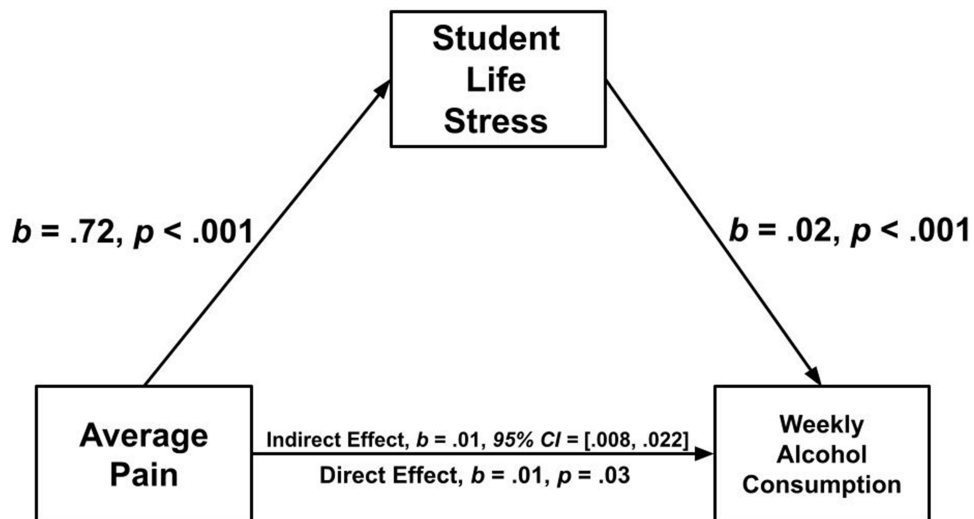 Student
Life
Stress
b = .72, p < .001
b = .02, p < .001
Average
Pain
Indirect Effect, b = .01, 95% CI = [.008, .022]
Direct Effect, b = .01, p = .03
Weekly
Alcohol
Consumption